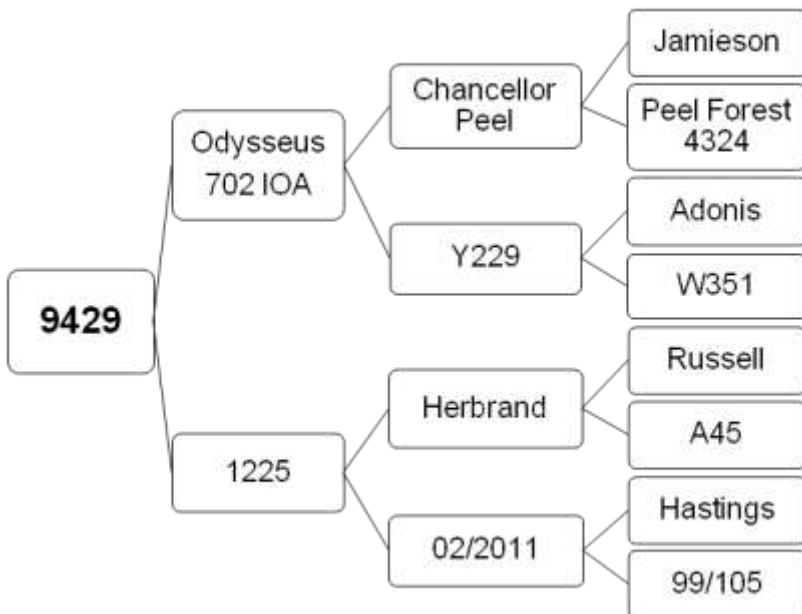 9429
Odysseus
702 IOA
1225
Chancellor
Peel
Y229
Herbrand
02/2011
Jamieson
Peel Forest
4324
Adonis
W351
Russell
A45
Hastings
99/105